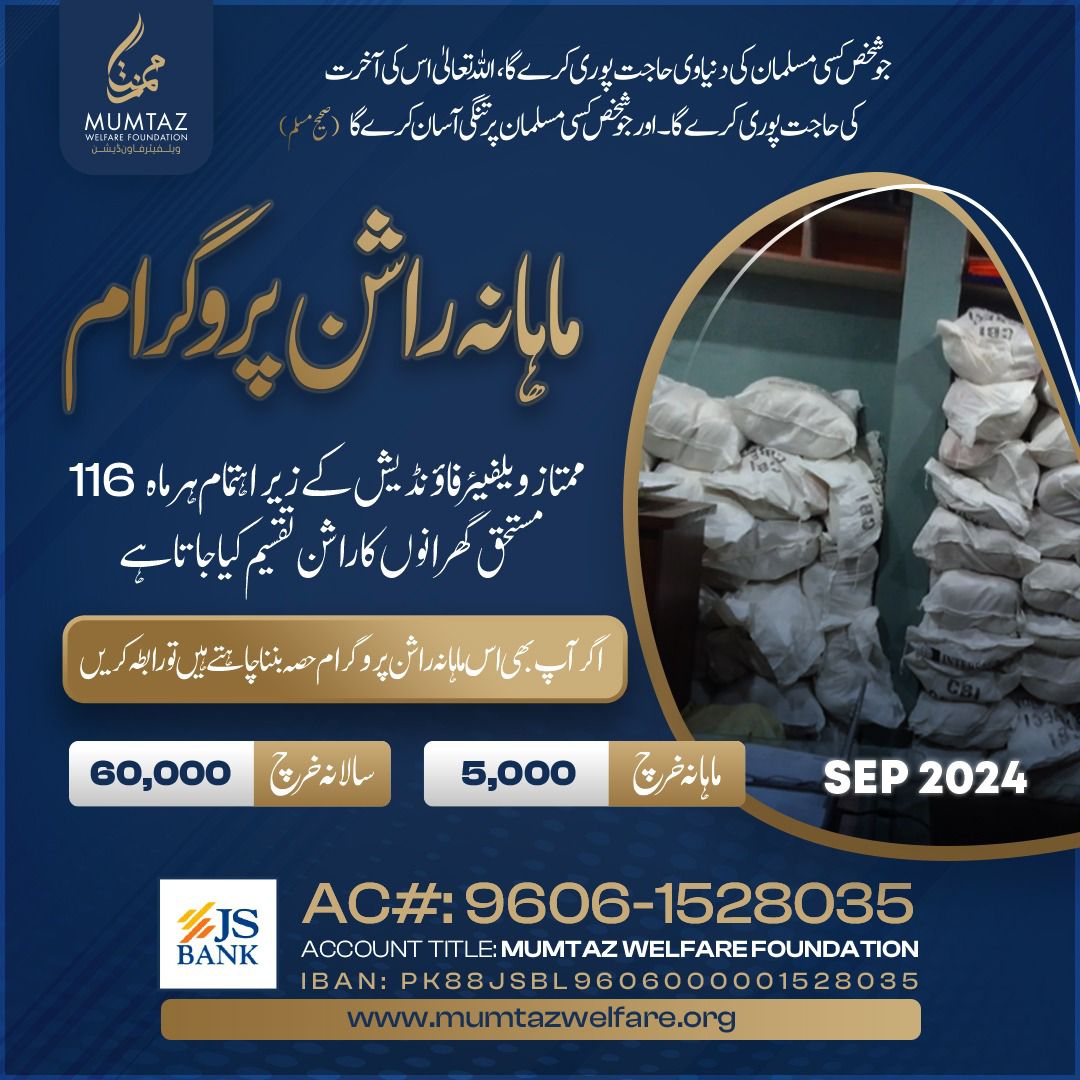 ممتاز
MUMTAZ
WELFARE FOUNDATION
ویلفیئر فاونڈیشن
جو شخص کسی مسلمان کی دنیاوی حاجت پوری کرے گا، اللہ تعالیٰ اس کی آخرت
کی حاجت پوری کرے گا۔ اور جو شخص کسی مسلمان پر تنگی آسان کرے گا (صحیح مسلم)
ماہانہ راشن پروگرام
ممتاز ویلفیئر فاؤنڈیشن کے زیر اہتمام ہر ماہ 116
مستحق گھرانوں کا راشن تقسیم کیا جاتا ہے
اگر آپ بھی اس ماہانہ راشن پروگرام حصہ بننا چاہتے ہیں تو رابطہ کریں
ماہانہ خرچ 5,000
سالانہ خرچ 60,000
CBI
CBI
SEP 2024
JS
BANK
AC#: 9606-1528035
ACCOUNT TITLE: MUMTAZ WELFARE FOUNDATION
IBAN: PK88JSBL9606000001528035
www.mumtazwelfare.org